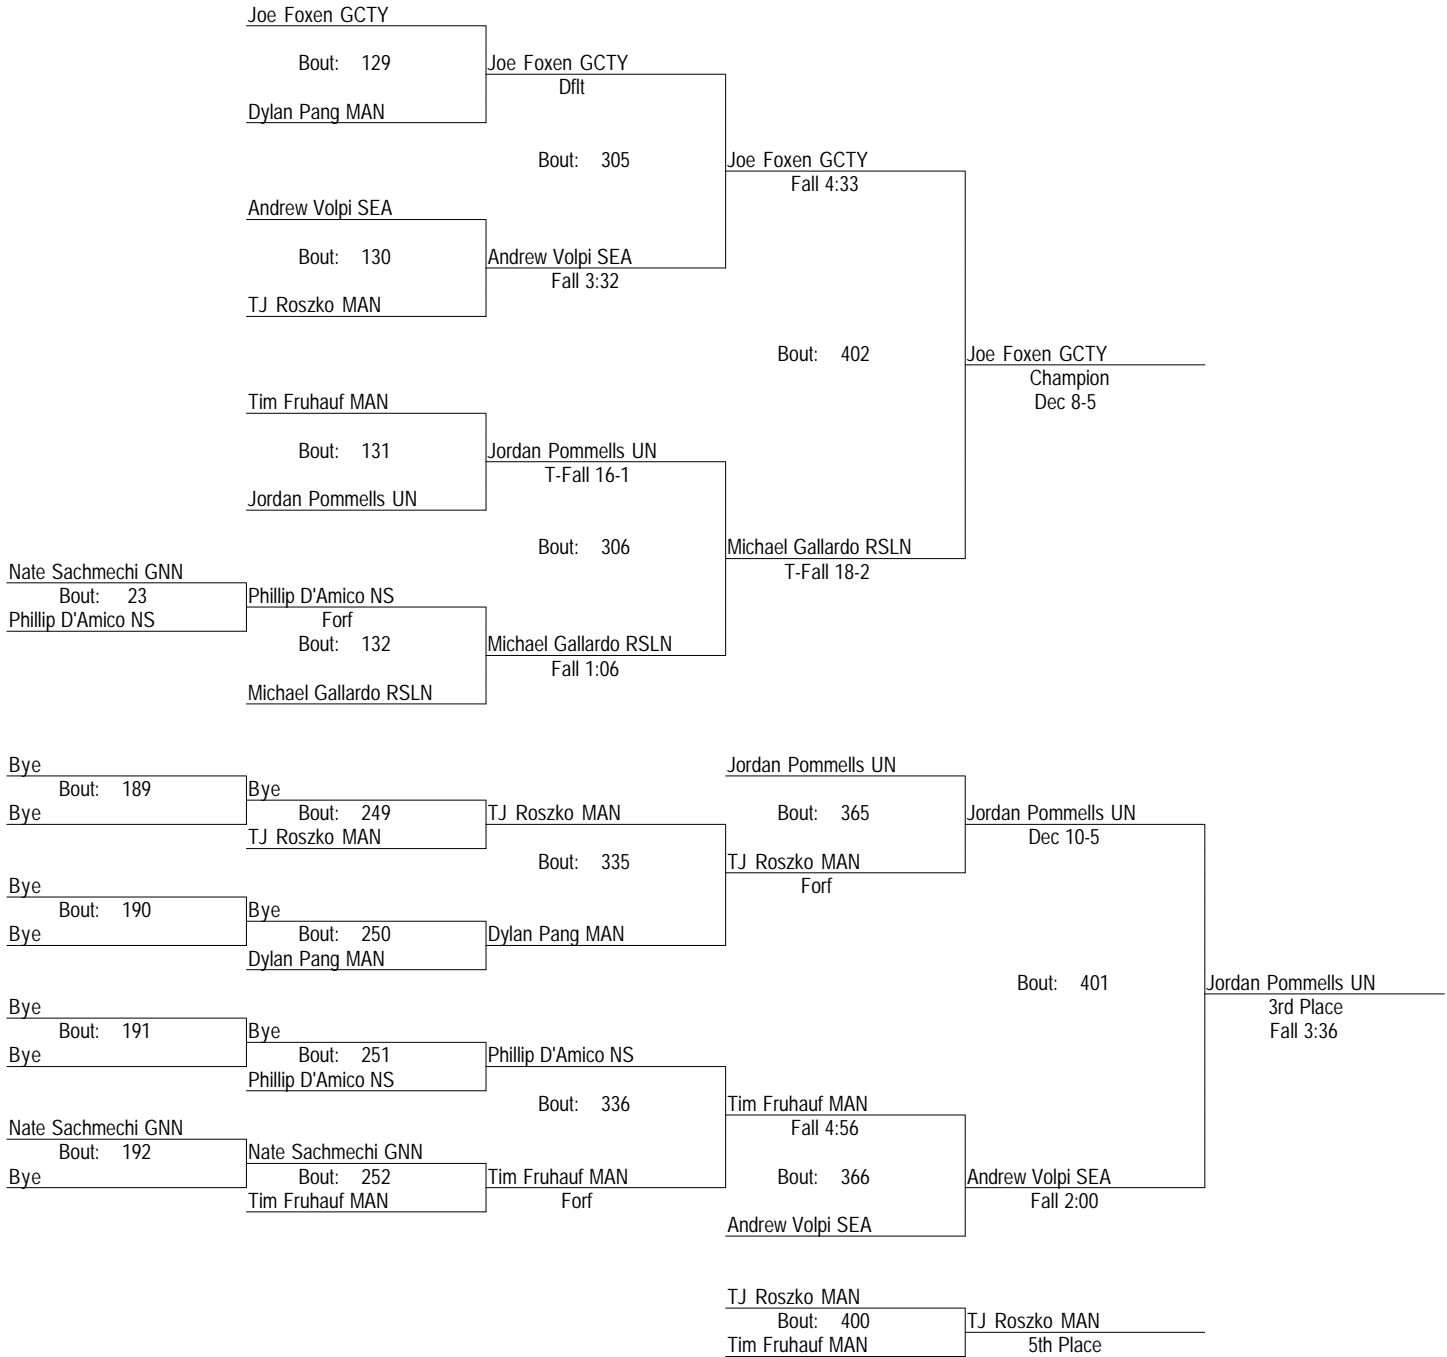 Joe Foxen GCTY
Bout: 129
Joe Foxen GCTY
Dflt
Dylan Pang MAN
Bout: 305
Joe Foxen GCTY
Fall 4:33
Andrew Volpi SEA
Bout: 130
Andrew Volpi SEA
Fall 3:32
TJ Roszko MAN
Bout: 402
Joe Foxen GCTY
Champion
Dec 8-5
Tim Fruhauf MAN
Bout: 131
Jordan Pommells UN
T-Fall 16-1
Jordan Pommells UN
Bout: 306
Michael Gallardo RSLN
T-Fall 18-2
Nate Sachmechi GNN
Bout: 23
Phillip D'Amico NS
Phillip D'Amico NS
Forf
Bout: 132
Michael Gallardo RSLN
Fall 1:06
Michael Gallardo RSLN
Bye
Bout: 189
Bye
Bye
Bout: 249
TJ Roszko MAN
TJ Roszko MAN
Bout: 335
Jordan Pommells UN
Bout: 365
TJ Roszko MAN
Forf
Jordan Pommells UN
Dec 10-5
Bye
Bout: 190
Bye
Bye
Bout: 250
Dylan Pang MAN
Dylan Pang MAN
Bout: 401
Jordan Pommells UN
3rd Place
Fall 3:36
Bye
Bout: 191
Bye
Bye
Bout: 251
Phillip D'Amico NS
Phillip D'Amico NS
Bout: 336
Tim Fruhauf MAN
Fall 4:56
Nate Sachmechi GNN
Bout: 192
Bye
Nate Sachmechi GNN
Bout: 252
Tim Fruhauf MAN
Tim Fruhauf MAN
Forf
Bout: 366
Andrew Volpi SEA
Andrew Volpi SEA
Fall 2:00
TJ Roszko MAN
Bout: 400
Tim Fruhauf MAN
TJ Roszko MAN
5th Place